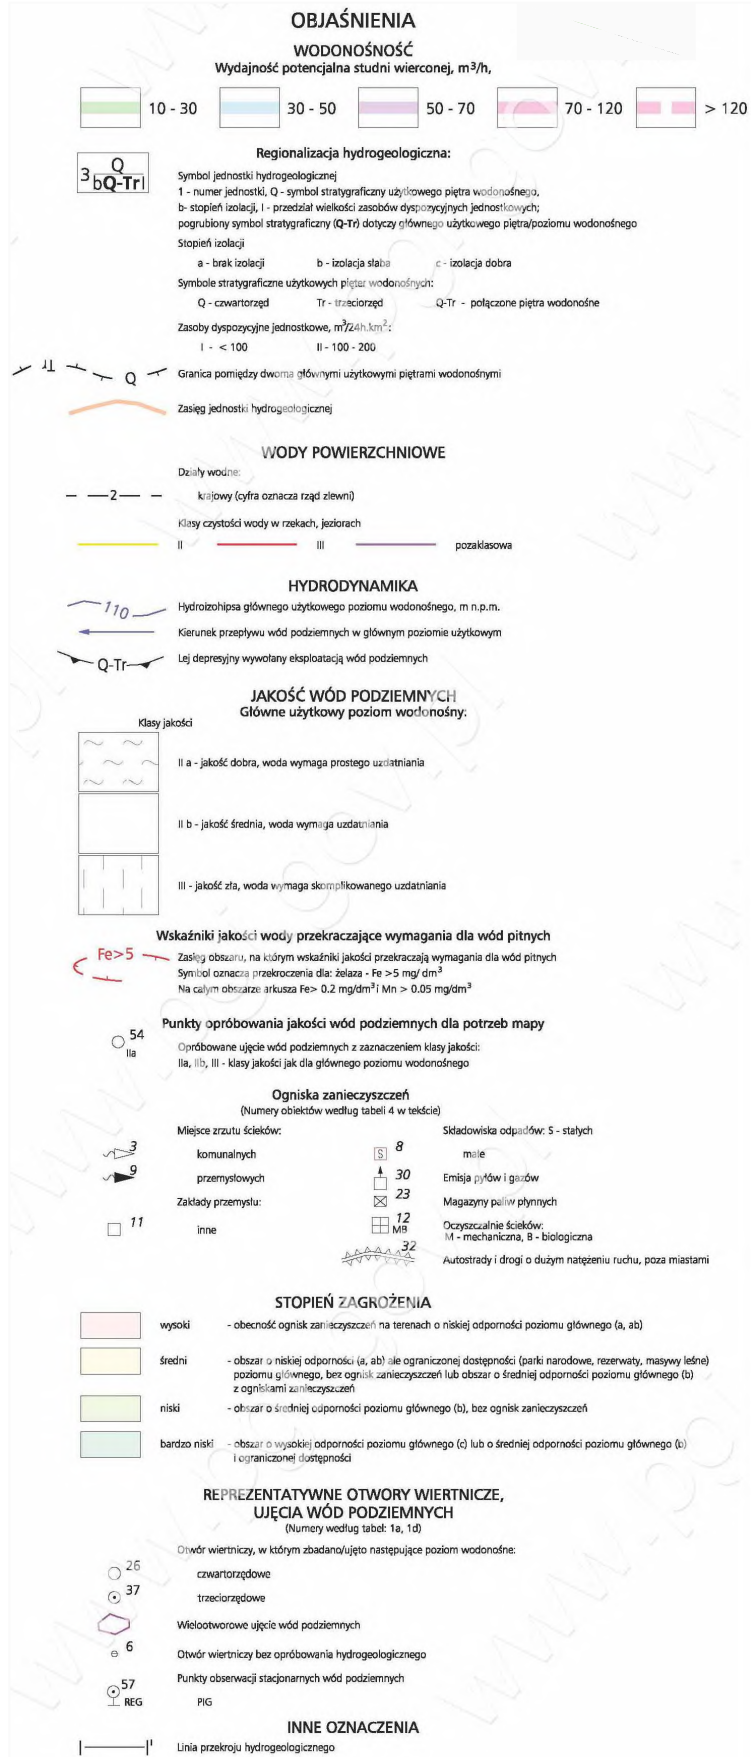 OBJAŚNIENIA
WODONOŚNOŚĆ
Wydajność potencjalna studni wierconej, m³/h,
10 - 30 30 - 50 50 - 70 70 - 120 > 120
Regionalizacja hydrogeologiczna:
3 Q
bQ-TrI
Symbol jednostki hydrogeologicznej
1 - numer jednostki, Q - symbol stratygraficzny użytkowego piętra wodonośnego,
b- stopień izolacji, I - przedział wielkości zasobów dyspozycyjnych jednostkowych;
pogrubiony symbol stratygraficzny (Q-Tr) dotyczy głównego użytkowego piętra/poziomu wodonośnego
Stopień izolacji
a - brak izolacji b - izolacja słaba c - izolacja dobra
Symbole stratygraficzne użytkowych pięter wodonośnych:
Q - czwartorzęd Tr - trzeciorzęd Q-Tr - połączone piętra wodonośne
Zasoby dyspozycyjne jednostkowe, m³/24h.km²:
I - < 100 II - 100 - 200
Tr Q Granica pomiędzy dwoma głównymi użytkowymi piętrami wodonośnymi
Zasięg jednostki hydrogeologicznej
WODY POWIERZCHNIOWE
Działy wodne:
2 krajowy (cyfra oznacza rząd zlewni)
Klasy czystości wody w rzekach, jeziorach
II III pozaklasowa
HYDRODYNAMIKA
110 Hydroizohipsa głównego użytkowego poziomu wodonośnego, m n.p.m.
Kierunek przepływu wód podziemnych w głównym poziomie użytkowym
Q-Tr Lej depresyjny wywołany eksploatacją wód podziemnych
JAKOŚĆ WÓD PODZIEMNYCH
Główne użytkowy poziom wodonośny:
Klasy jakości
II a - jakość dobra, woda wymaga prostego uzdatniania
II b - jakość średnia, woda wymaga uzdatniania
III - jakość zła, woda wymaga skomplikowanego uzdatniania
Wskaźniki jakości wody przekraczające wymagania dla wód pitnych
Fe>5 Zasięg obszaru, na którym wskaźniki jakości przekraczają wymagania dla wód pitnych
Symbol oznacza przekroczenia dla: żelaza - Fe >5 mg/ dm³
Na całym obszarze arkusza Fe> 0.2 mg/dm³ i Mn > 0.05 mg/dm³
Punkty opróbowania jakości wód podziemnych dla potrzeb mapy
54
IIa
Opróbowane ujęcie wód podziemnych z zaznaczeniem klasy jakości:
IIa, IIb, III - klasy jakości jak dla głównego poziomu wodonośnego
Ogniska zanieczyszczeń
(Numery obiektów według tabeli 4 w tekście)
Miejsce zrzutu ścieków:
3 komunalnych
9 przemysłowych
Zakłady przemysłu:
11 inne
Składowiska odpadów: S - stałych
S 8 małe
30 Emisja pyłów i gazów
23 Magazyny paliw płynnych
12 MB Oczyszczalnie ścieków:
M - mechaniczna, B - biologiczna
32 Autostrady i drogi o dużym natężeniu ruchu, poza miastami
STOPIEŃ ZAGROŻENIA
wysoki - obecność ognisk zanieczyszczeń na terenach o niskiej odporności poziomu głównego (a, ab)
średni - obszar o niskiej odporności (a, ab) ale ograniczonej dostępności (parki narodowe, rezerwaty, masywy leśne)
poziomu głównego, bez ognisk zanieczyszczeń lub obszar o średniej odporności poziomu głównego (b)
z ogniskami zanieczyszczeń
niski - obszar o średniej odporności poziomu głównego (b), bez ognisk zanieczyszczeń
bardzo niski - obszar o wysokiej odporności poziomu głównego (c) lub o średniej odporności poziomu głównego (b)
i ograniczonej dostępności
REPREZENTATYWNE OTWORY WIERTNICZE,
UJĘCIA WÓD PODZIEMNYCH
(Numery według tabel: 1a, 1d)
Otwór wiertniczy, w którym zbadano/ujęto następujące poziom wodonośne:
26 czwartorzędowe
37 trzeciorzędowe
Wielootworowe ujęcie wód podziemnych
6 Otwór wiertniczy bez opróbowania hydrogeologicznego
Punkty obserwacji stacjonarnych wód podziemnych
57
REG PIG
INNE OZNACZENIA
I I' Linia przekroju hydrogeologicznego